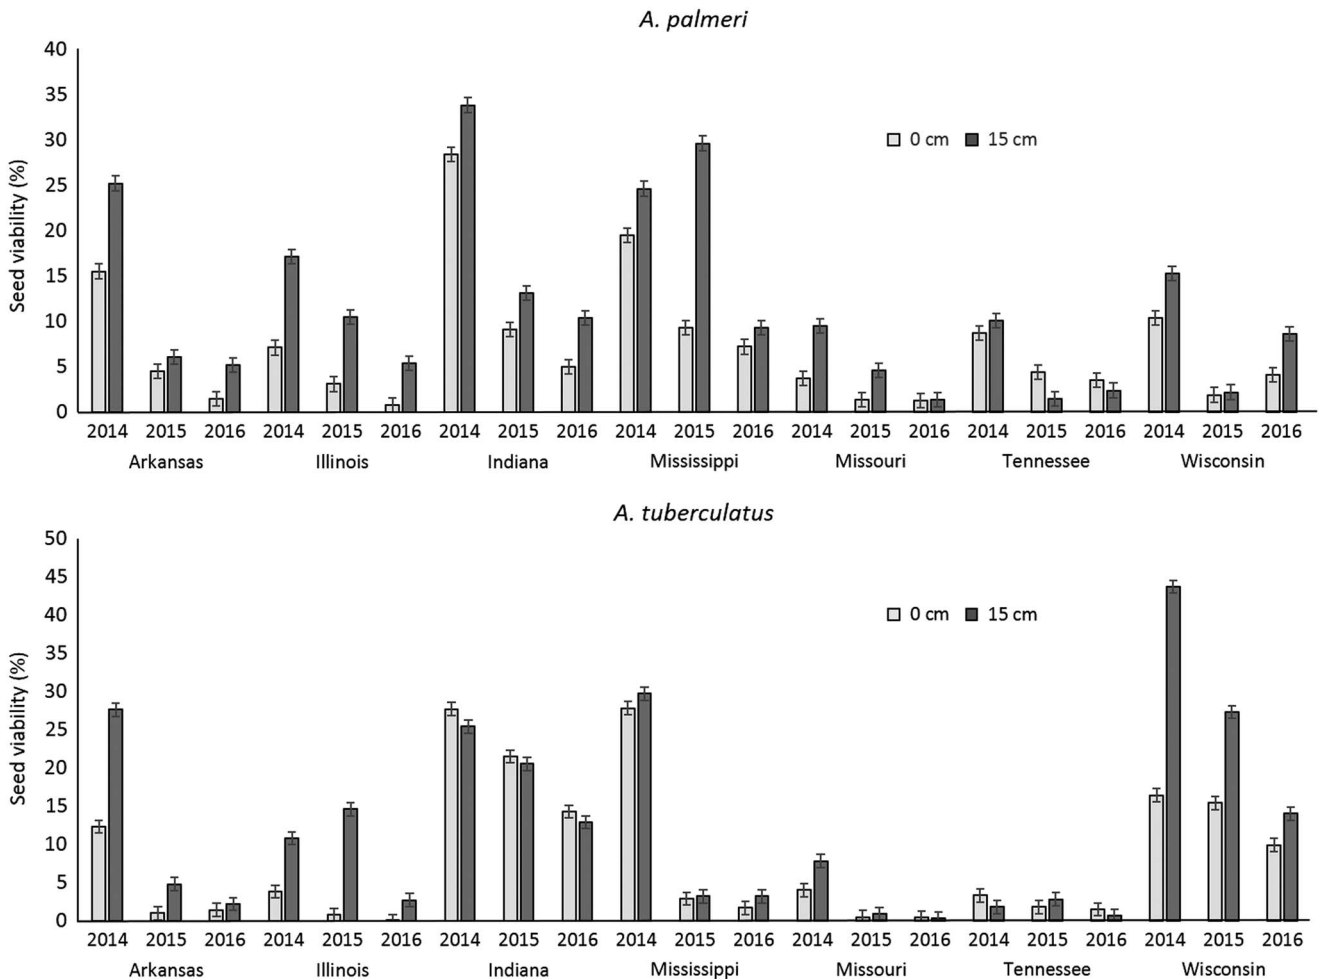 A. palmeri
40
35
30
25
20
15
10
5
0
Seed viability (%)
0 cm 15 cm
2014 2015 2016 2014 2015 2016 2014 2015 2016 2014 2015 2016 2014 2015 2016 2014 2015 2016 2014 2015 2016
Arkansas Illinois Indiana Mississippi Missouri Tennessee Wisconsin
A. tuberculatus
50
45
40
35
30
25
20
15
10
5
0
Seed viability (%)
0 cm 15 cm
2014 2015 2016 2014 2015 2016 2014 2015 2016 2014 2015 2016 2014 2015 2016 2014 2015 2016 2014 2015 2016
Arkansas Illinois Indiana Mississippi Missouri Tennessee Wisconsin